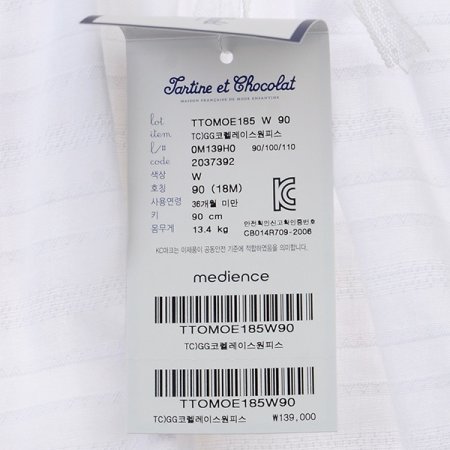 Tartine et Chocolat
MAISON FRANÇAISE DE MODE ENFANTINE
lot TTOMOE185 W 90
item TC)GG코렐레이스원피스
l/# 0M139H0 90/100/110
code 2037392
색상 W
호칭 90 (18M)
사용연령 36개월 미만
키 90 cm
몸무게 13.4 kg
안전확인신고확인증번호
CB014R709-2006
KC마크는 이제품이 공통안전 기준에 적합하였음을 의미합니다.
medience
TTOMOE185W90
TC)GG코렐레이스원피스
TTOMOE185W90
TC)GG코렐레이스원피스 ₩139,000